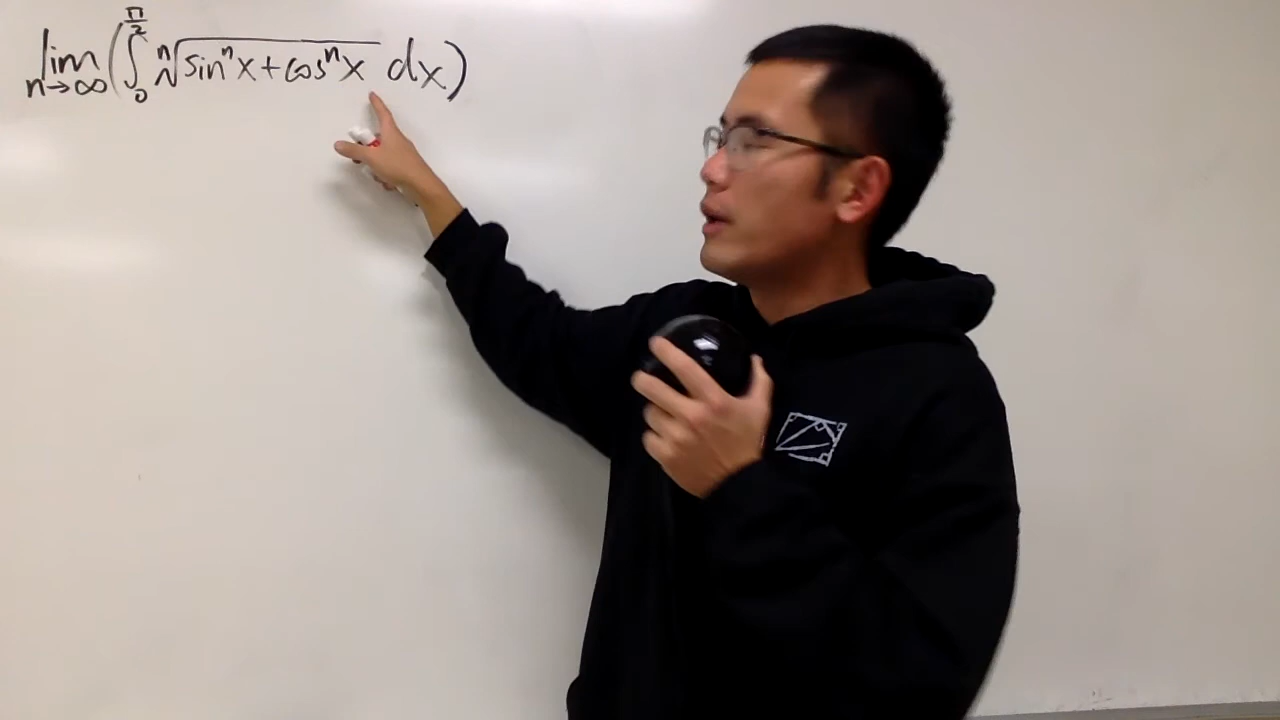 lim n→∞ (∫₀^(π/2) ⁿ√(sinⁿx+cosⁿx) dx)